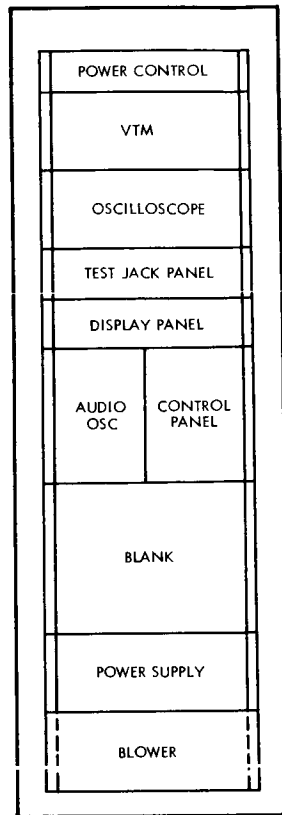 POWER CONTROL
VTM
OSCILLOSCOPE
TEST JACK PANEL
DISPLAY PANEL
AUDIO
OSC
CONTROL
PANEL
BLANK
POWER SUPPLY
BLOWER